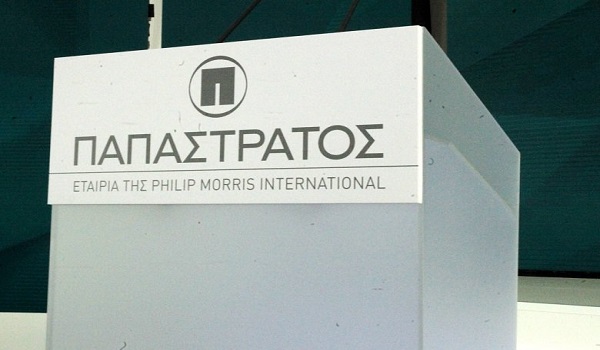 Π
ΠΑΠΑΣΤΡΑΤΟΣ
ΕΤΑΙΡΙΑ ΤΗΣ PHILIP MORRIS INTERNATIONAL